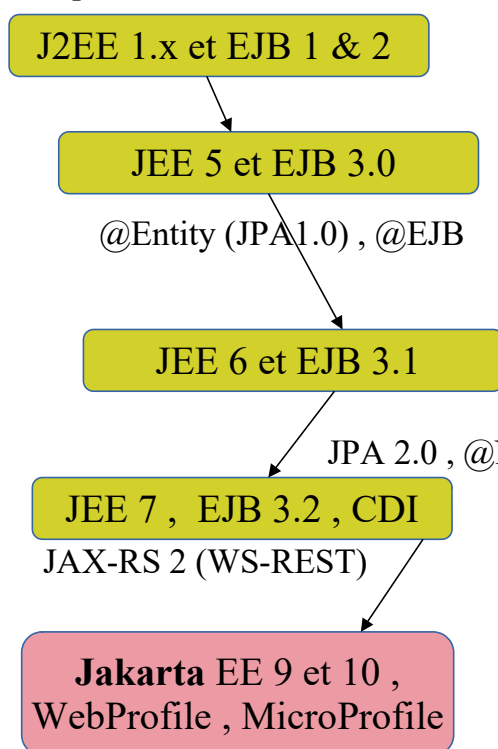 J2EE 1.x et EJB 1 & 2
JEE 5 et EJB 3.0
@Entity (JPA1.0) , @EJB
JEE 6 et EJB 3.1
JPA 2.0 ,
JEE 7 , EJB 3.2 , CDI
JAX-RS 2 (WS-REST)
Jakarta EE 9 et 10 ,
WebProfile , MicroProfile